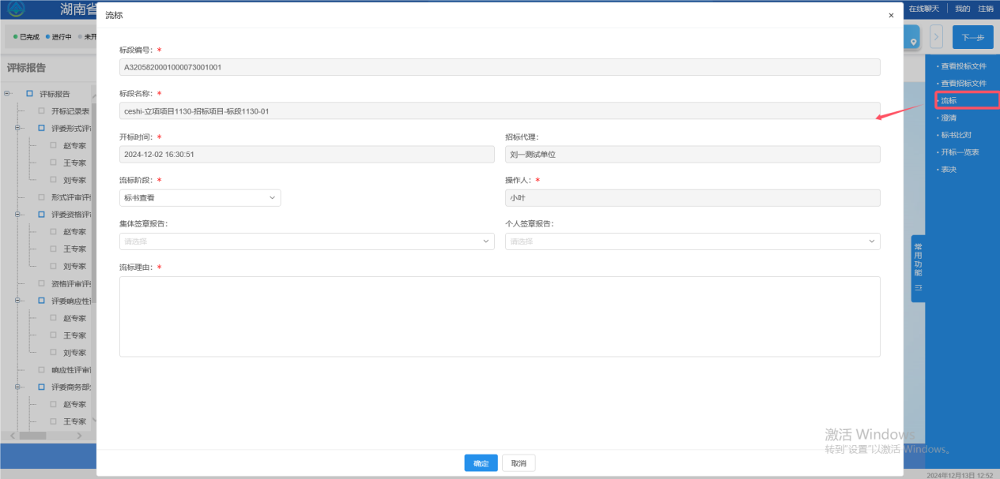 湖南省
在线聊天 我的 注销
已完成 进行中 未开
下一步
流标
×
标段编号: *
A3205820001000073001001
标段名称: *
ceshi-立项项目1130-招标项目-标段1130-01
开标时间: *
招标代理:
2024-12-02 16:30:51
刘一测试单位
流标阶段: *
操作人: *
标书查看
小叶
集体签章报告:
个人签章报告:
请选择
请选择
流标理由: *
确定
取消
评标报告
评标报告
开标记录表
评委形式评审
赵专家
王专家
刘专家
形式评审评
评委资格评审
赵专家
王专家
刘专家
资格评审评
评委响应性
赵专家
王专家
刘专家
响应性评审
评委商务部
赵专家
王专家
· 查看投标文件
· 查看招标文件
· 流标
· 澄清
· 标书比对
· 开标一览表
· 表决
常用功能
激活 Windows
转到"设置"以激活 Windows。
2024年12月13日 12:52